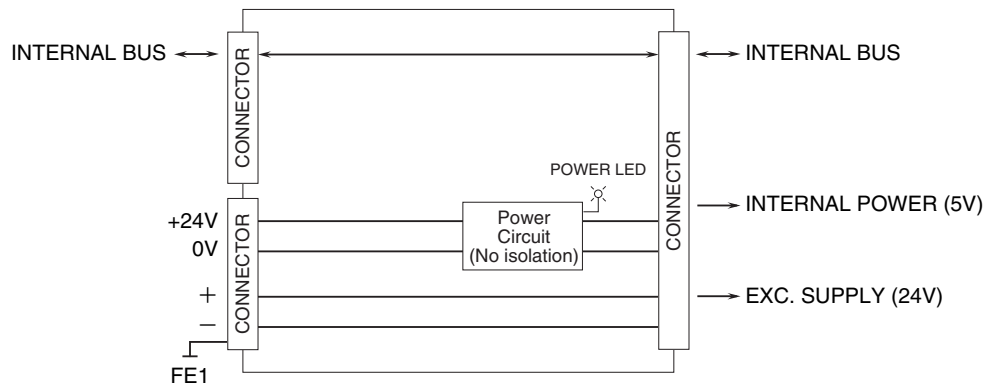 INTERNAL BUS
CONNECTOR
INTERNAL BUS
CONNECTOR
POWER LED
INTERNAL POWER (5V)
+24V
0V
Power
Circuit
(No isolation)
CONNECTOR
+
−
EXC. SUPPLY (24V)
FE1